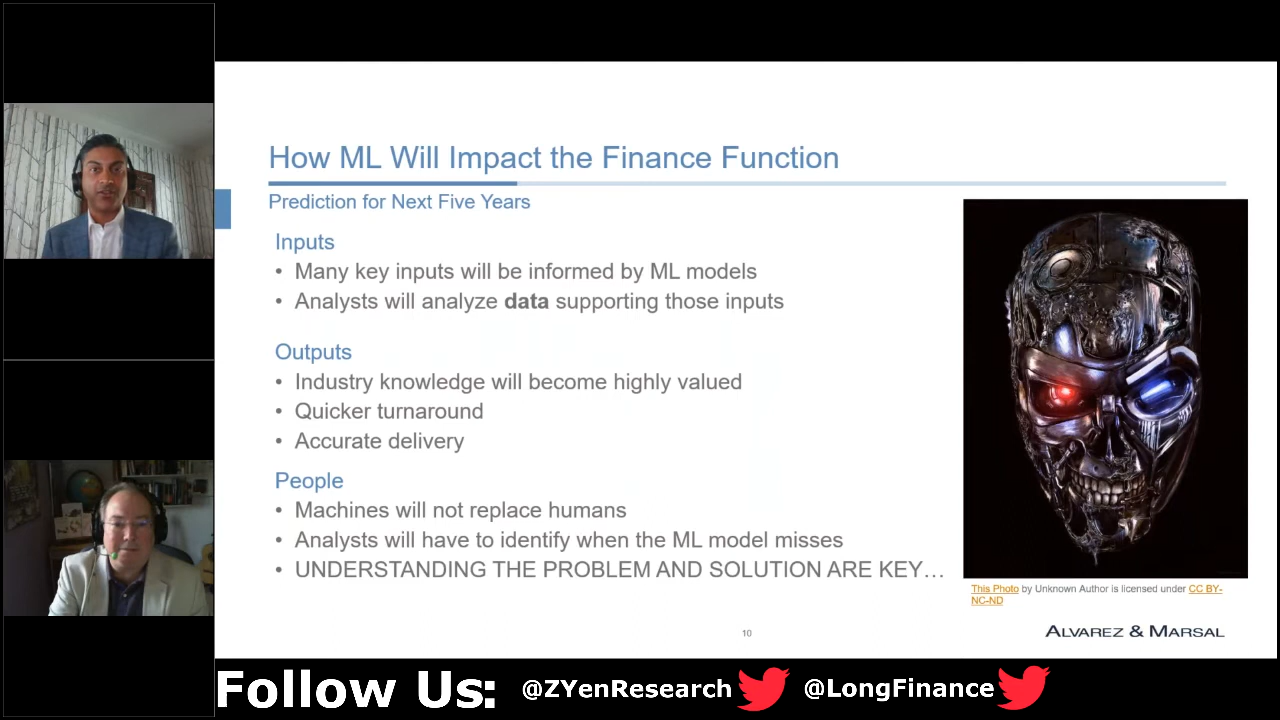 How ML Will Impact the Finance Function
Prediction for Next Five Years
Inputs
• Many key inputs will be informed by ML models
• Analysts will analyze data supporting those inputs
Outputs
• Industry knowledge will become highly valued
• Quicker turnaround
• Accurate delivery
People
• Machines will not replace humans
• Analysts will have to identify when the ML model misses
• UNDERSTANDING THE PROBLEM AND SOLUTION ARE KEY…
This Photo by Unknown Author is licensed under CC BY-
NC-ND
10
ALVAREZ & MARSAL
Follow Us: @ZYenResearch @LongFinance